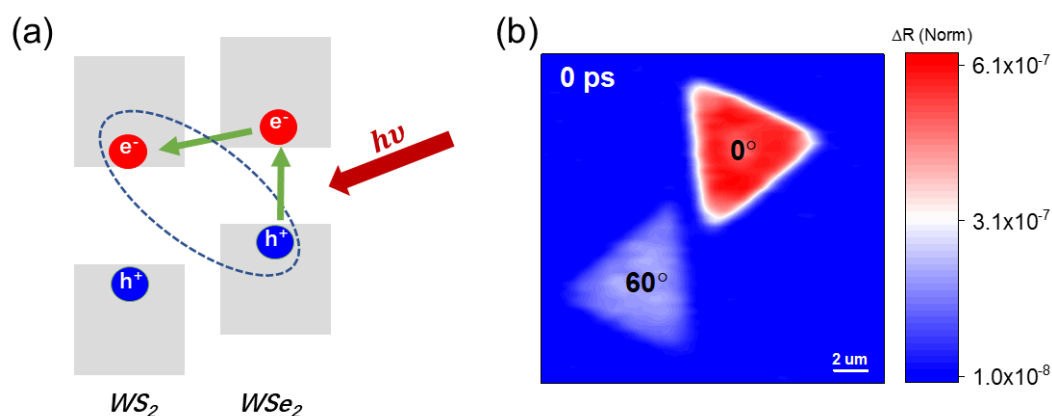 (a)
e⁻
e⁻
hυ
h⁺
h⁺
WS₂
WSe₂
(b)
ΔR (Norm)
0 ps
6.1x10⁻⁷
0°
3.1x10⁻⁷
60°
2 um
1.0x10⁻⁸